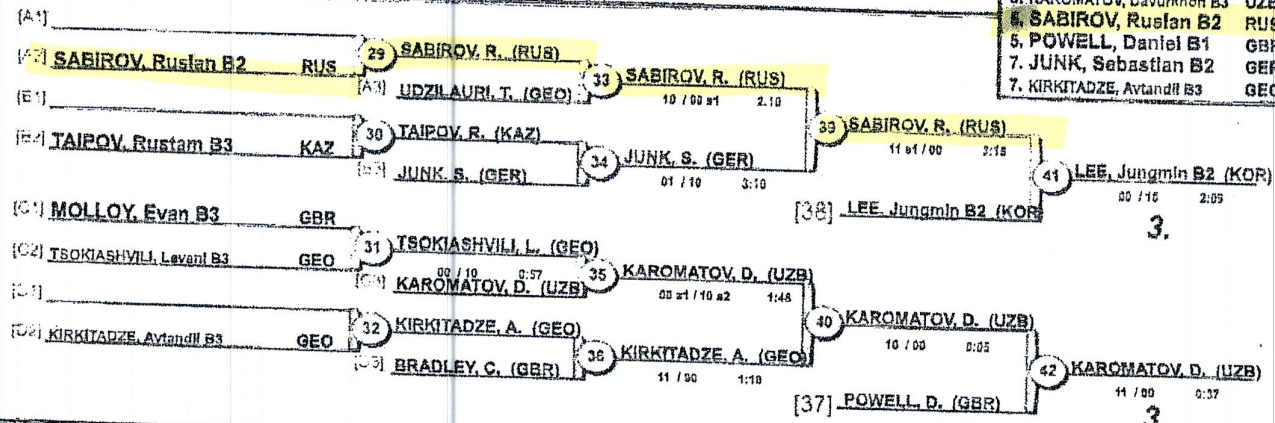 [A1]
[A2] SABIROV, Ruslan B2 RUS
[B1]
[B2] TAIPOV, Rustam B3 KAZ
[C1] MOLLOY, Evan B3 GBR
[C2] TSOKIASHVILI, Levani B3 GEO
[D1]
[D2] KIRKITADZE, Avtandil B3 GEO
29 SABIROV, R. (RUS)
[A3] UDZILAURI, T. (GEO)
30 TAIPOV, R. (KAZ)
[B3] JUNK, S. (GER)
31 TSOKIASHVILI, L. (GEO)
00 / 10 0:57
KAROMATOV, D. (UZB)
32 KIRKITADZE, A. (GEO)
BRADLEY, C. (GBR)
33 SABIROV, R. (RUS)
10 / 00 s1 2:10
34 JUNK, S. (GER)
01 / 10 3:10
35 KAROMATOV, D. (UZB)
00 s1 / 10 s2 1:48
36 KIRKITADZE, A. (GEO)
11 / 00 1:18
39 SABIROV, R. (RUS)
11 s1 / 00 3:18
[38] LEE, Jungmin B2 (KOR)
40 KAROMATOV, D. (UZB)
10 / 00 0:05
[37] POWELL, D. (GBR)
41 LEE, Jungmin B2 (KOR)
2:09
3.
42 KAROMATOV, D. (UZB)
11 / 00 0:37
3.
KAROMATOV, Davurkhon B3 UZB
5. SABIROV, Ruslan B2 RUS
5. POWELL, Daniel B1 GBR
7. JUNK, Sebastian B2 GER
7. KIRKITADZE, Avtandil B3 GEO